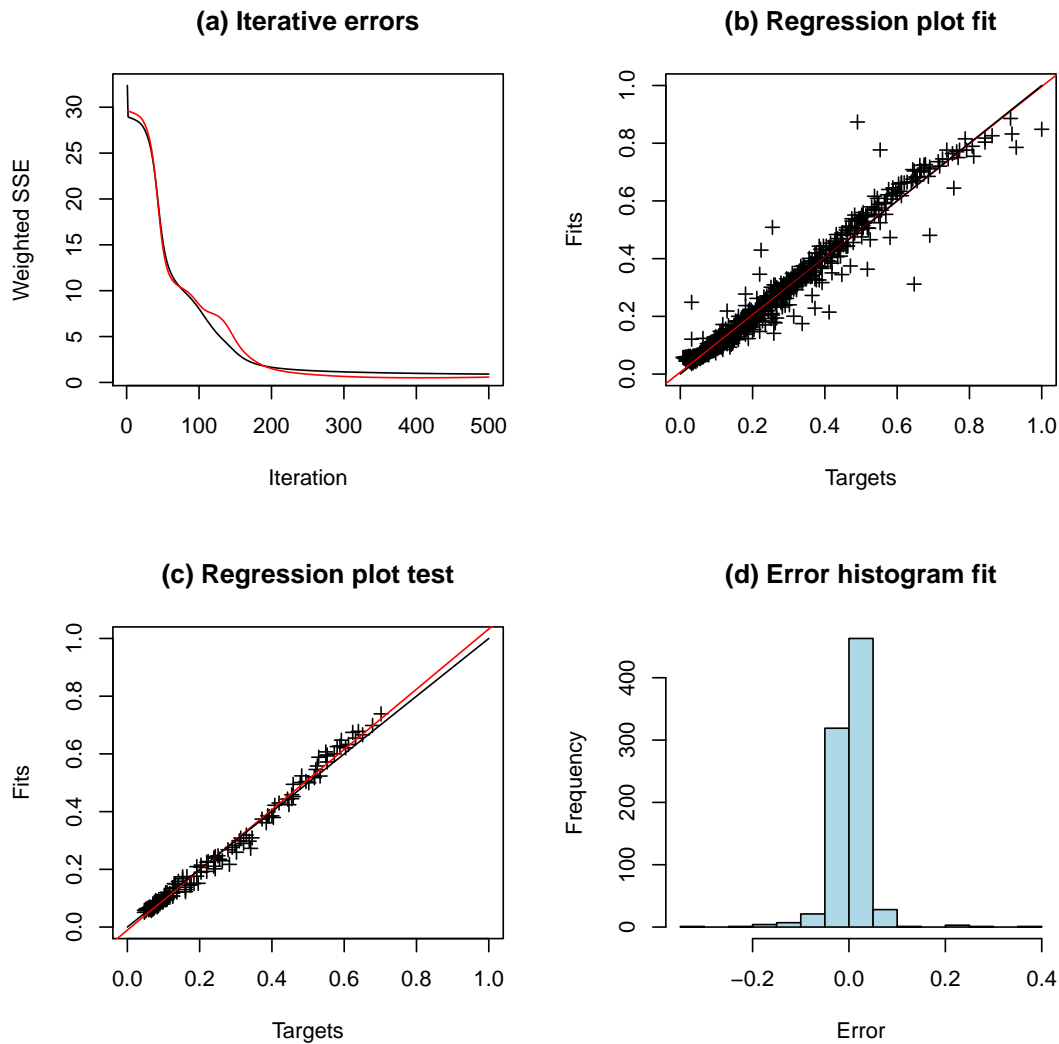 (a) Iterative errors
Weighted SSE
0 5 10 15 20 25 30
0 100 200 300 400 500
Iteration
(b) Regression plot fit
Fits
0.0 0.2 0.4 0.6 0.8 1.0
0.0 0.2 0.4 0.6 0.8 1.0
Targets
(c) Regression plot test
Fits
0.0 0.2 0.4 0.6 0.8 1.0
0.0 0.2 0.4 0.6 0.8 1.0
Targets
(d) Error histogram fit
Frequency
0 100 200 300 400
−0.2 0.0 0.2 0.4
Error